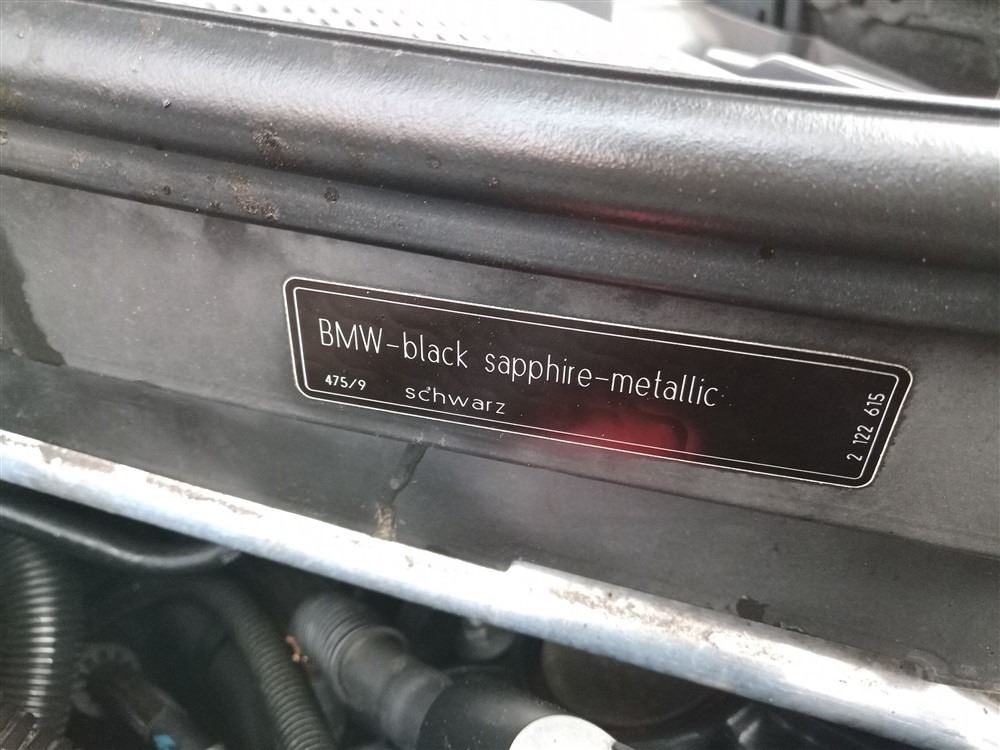 BMW-black sapphire-metallic
475/9 schwarz
2 122 615